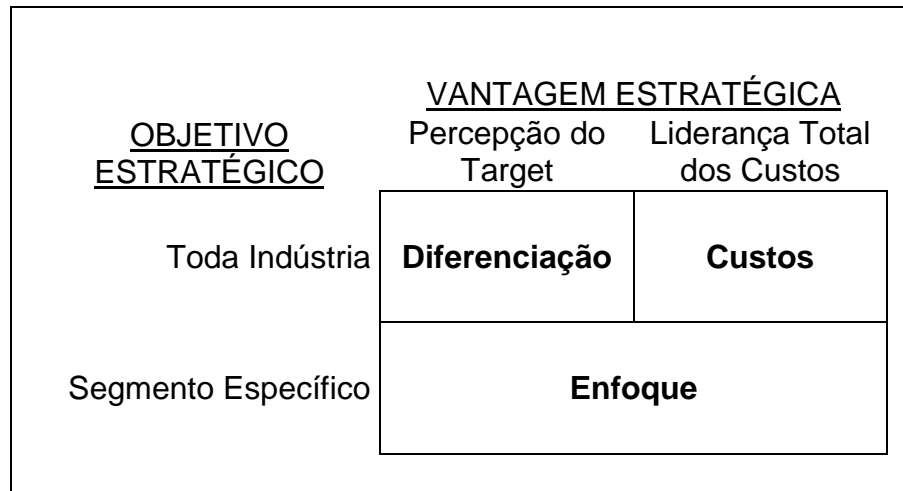 VANTAGEM ESTRATÉGICA
OBJETIVO
ESTRATÉGICO
Percepção do
Target
Liderança Total
dos Custos
Toda Indústria
Diferenciação
Custos
Segmento Específico
Enfoque